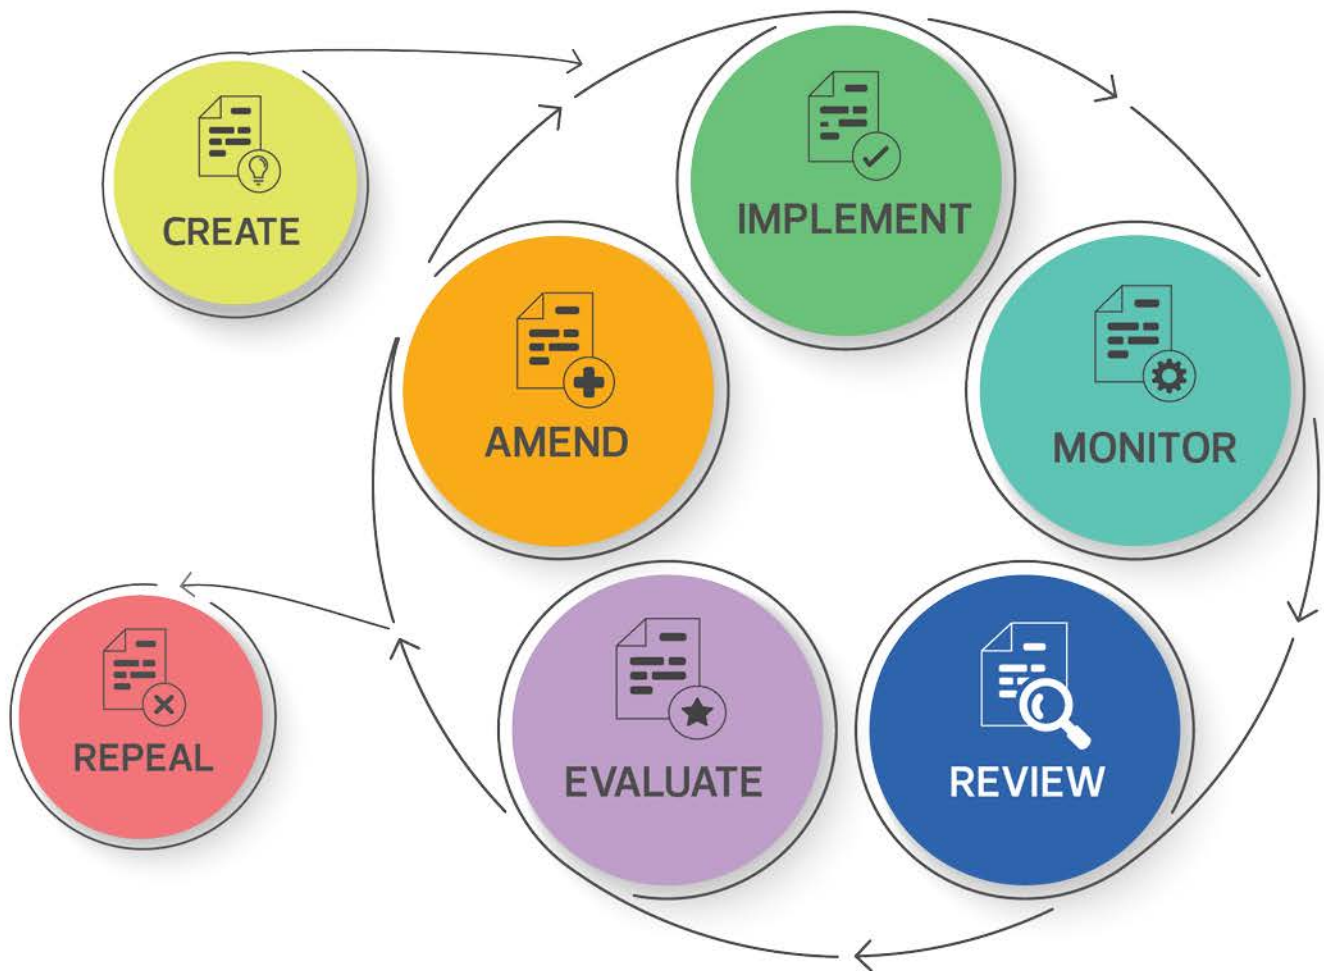 CREATE
IMPLEMENT
MONITOR
REVIEW
EVALUATE
AMEND
REPEAL